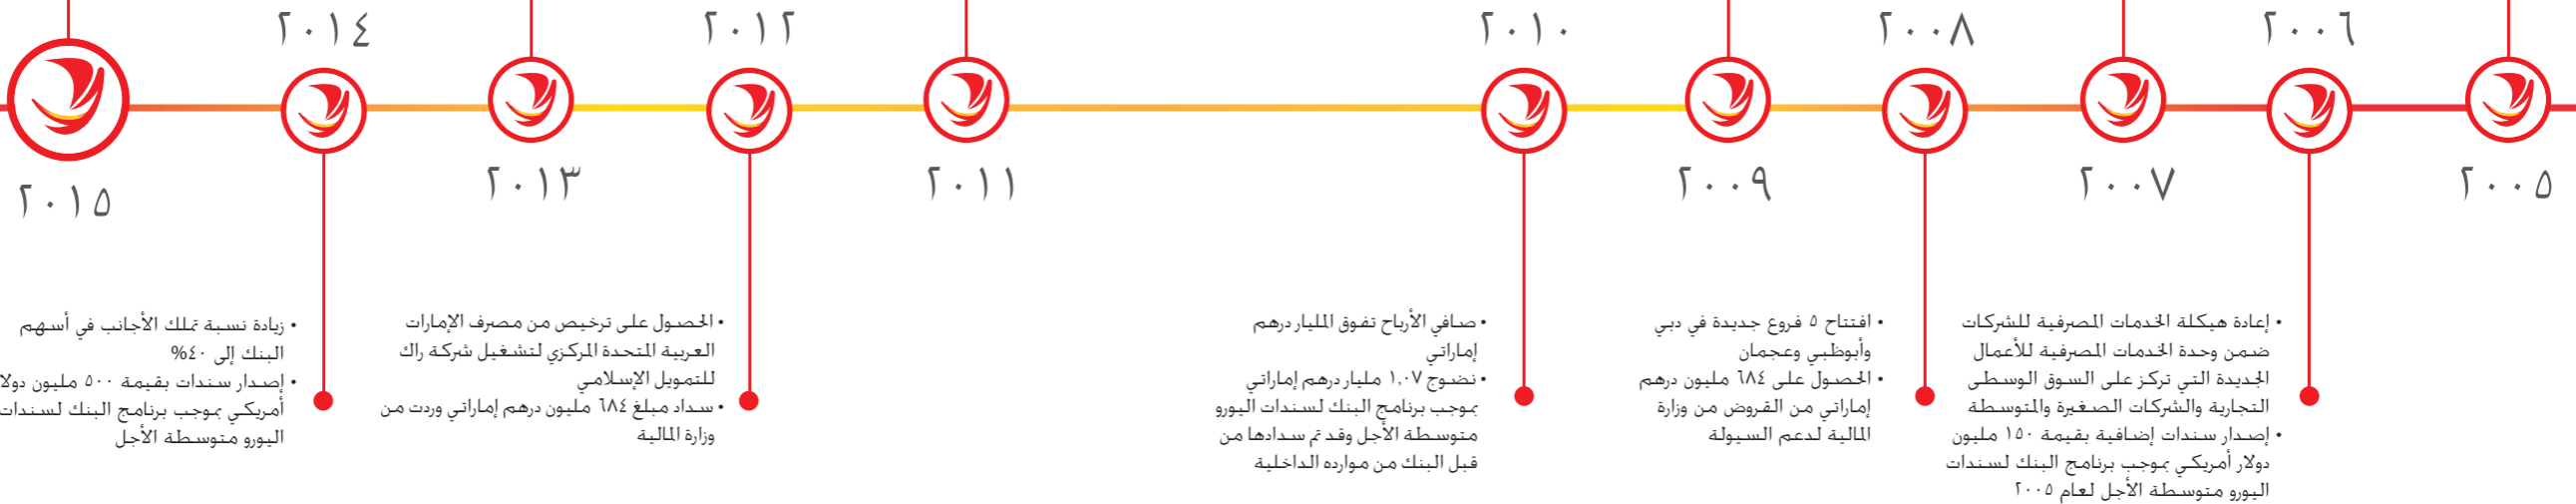 ٢٠٠٥
٢٠٠٦
٢٠٠٧
٢٠٠٨
٢٠٠٩
٢٠١٠
٢٠١١
٢٠١٢
٢٠١٣
٢٠١٤
٢٠١٥
• إعادة هيكلة الخدمات المصرفية للشركات
ضمن وحدة الخدمات المصرفية للأعمال
الجديدة التي تركز على السوق الوسطى
التجارية والشركات الصغيرة والمتوسطة
• إصدار سندات إضافية بقيمة ١٥٠ مليون
دولار أمريكي بموجب برنامج البنك لسندات
اليورو متوسطة الأجل لعام ٢٠٠٥
• افتتاح ٥ فروع جديدة في دبي
وأبوظبي وعجمان
• الحصول على ٦٨٤ مليون درهم
إماراتي من القروض من وزارة
المالية لدعم السيولة
• صافي الأرباح تفوق المليار درهم
إماراتي
• نضوج ١,٠٧ مليار درهم إماراتي
بموجب برنامج البنك لسندات اليورو
متوسطة الأجل وقد تم سدادها من
قبل البنك من موارده الداخلية
• الحصول على ترخيص من مصرف الإمارات
العربية المتحدة المركزي لتشغيل شركة راك
للتمويل الإسلامي
• سداد مبلغ ٦٨٤ مليون درهم إماراتي وردت من
وزارة المالية
• زيادة نسبة تملك الأجانب في أسهم
البنك إلى ٤٠%
• إصدار سندات بقيمة ٥٠٠ مليون
أمريكي بموجب برنامج البنك لسندات
اليورو متوسطة الأجل